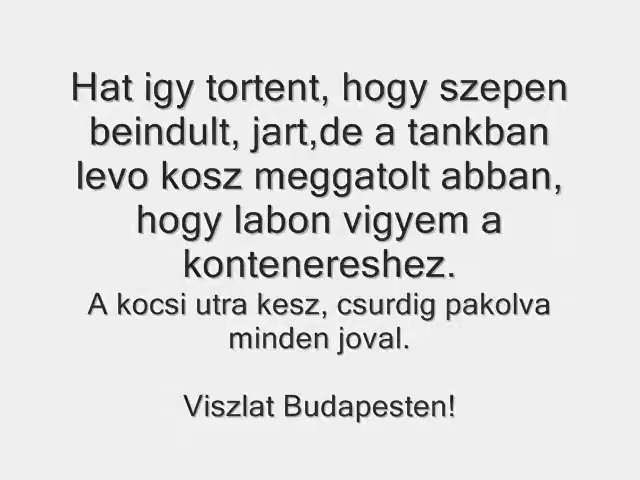 Hat igy tortent, hogy szepen
beindult, jart,de a tankban
levo kosz meggatolt abban,
hogy labon vigyem a
kontenereshez.
A kocsi utra kesz, csurdig pakolva
minden joval.
Viszlat Budapesten!